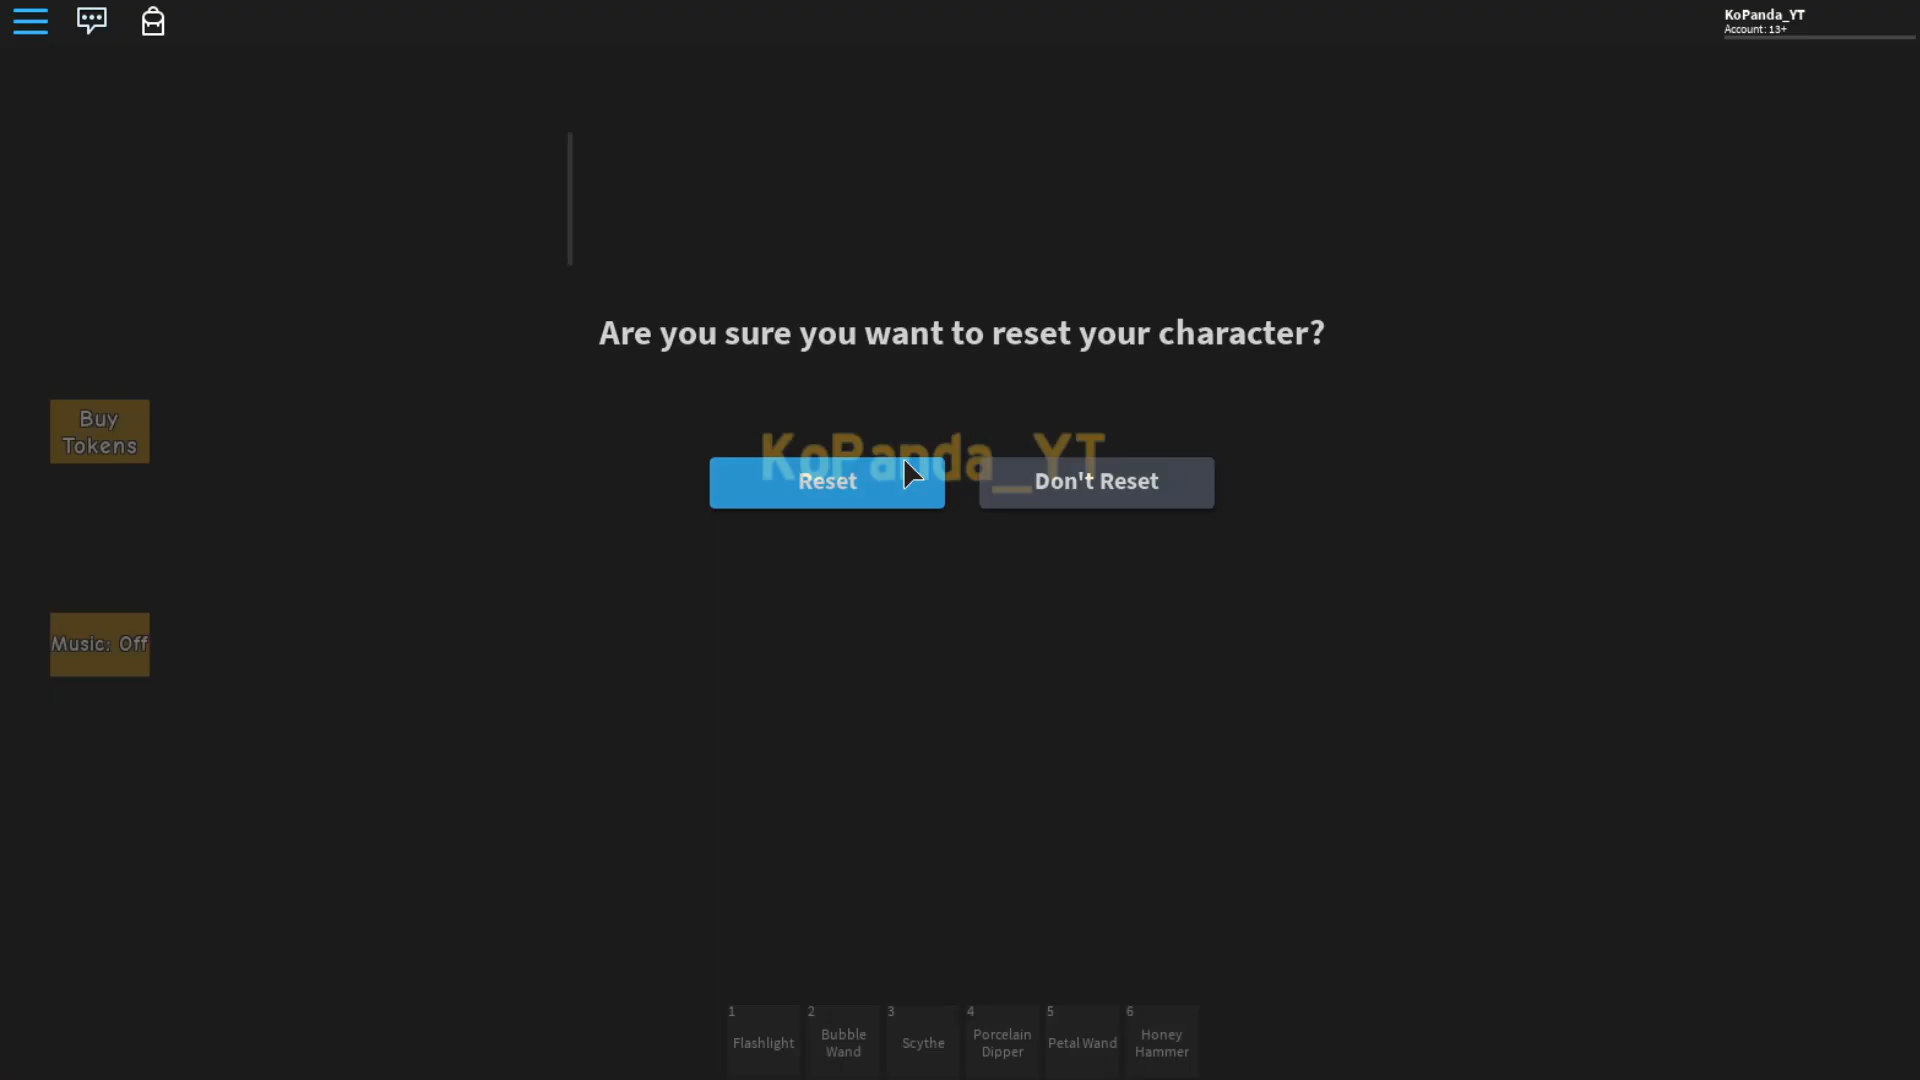 KoPanda_YT
Account: 13+
Are you sure you want to reset your character?
Buy
Tokens
KoPanda_YT
Reset
Don't Reset
Music: Off
1
Flashlight
2
Bubble
Wand
3
Scythe
4
Porcelain
Dipper
5
Petal Wand
6
Honey
Hammer